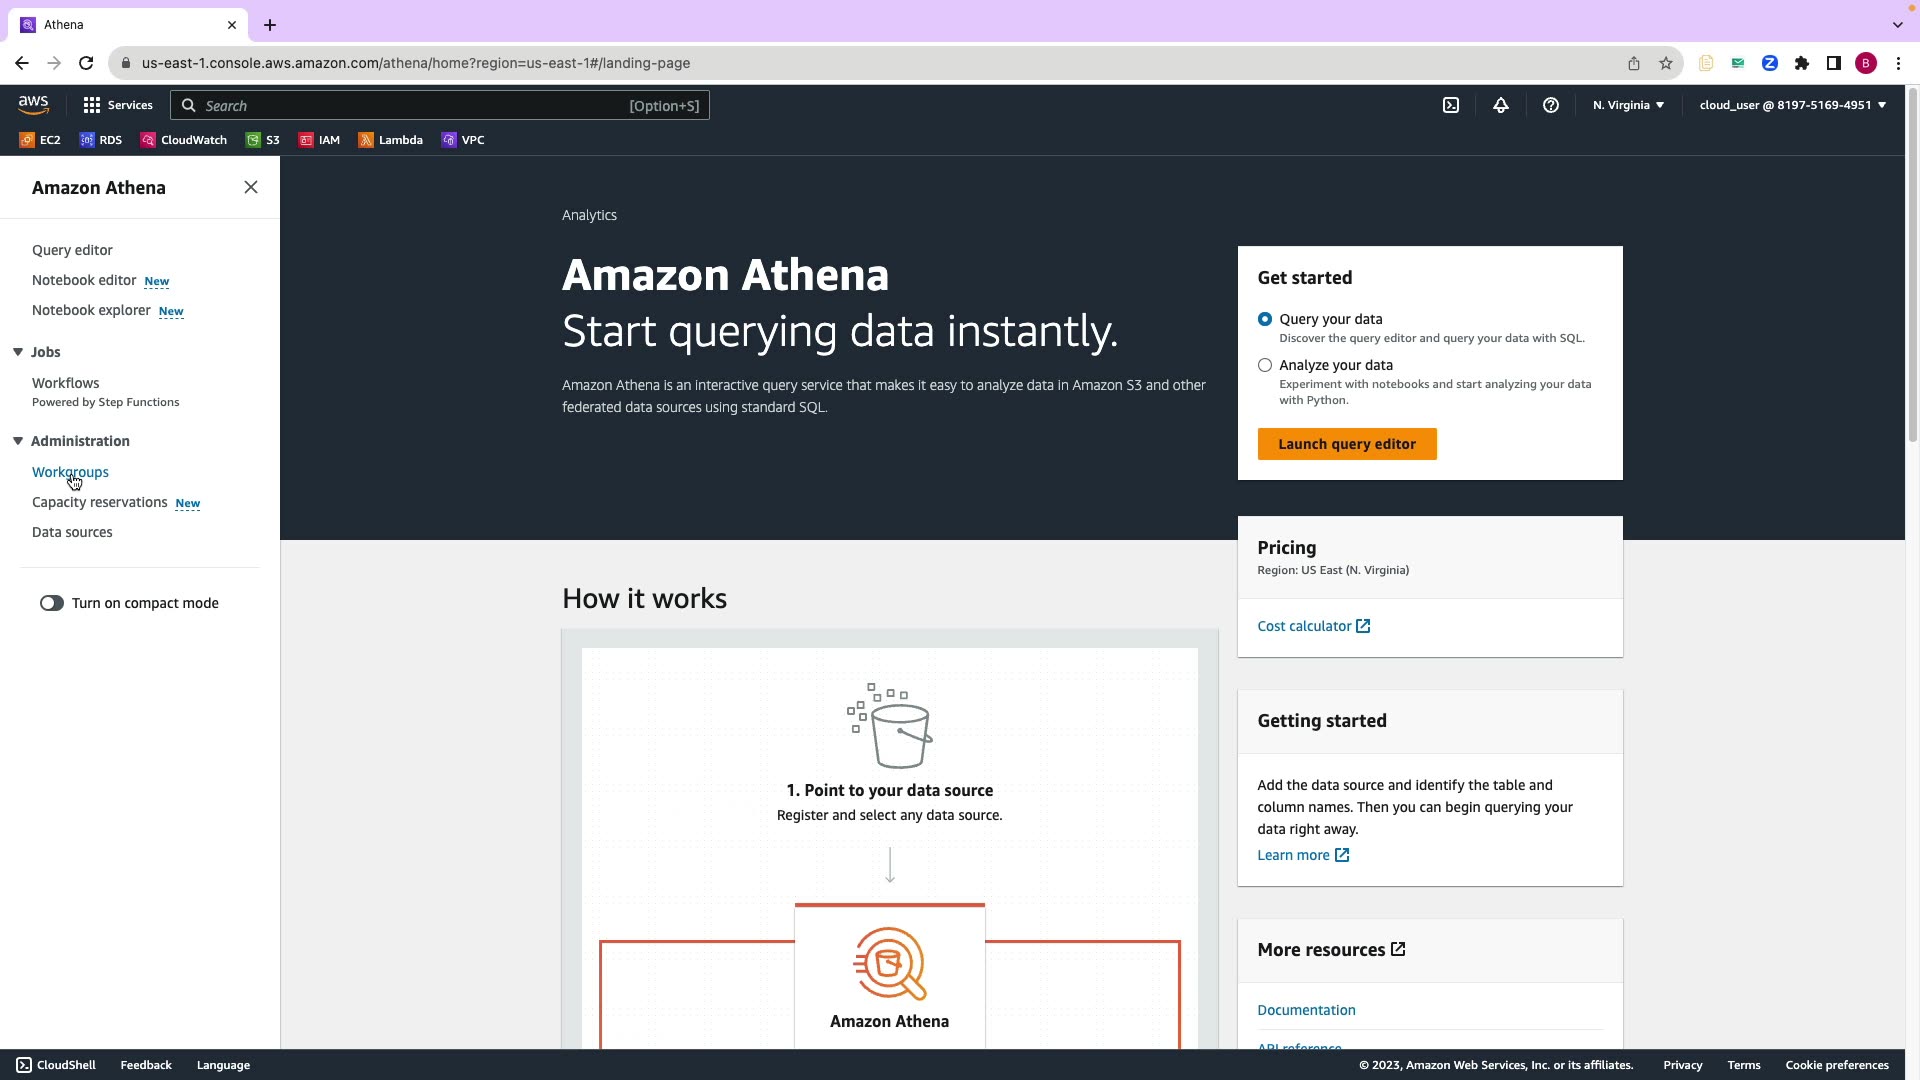 Athena
us-east-1.console.aws.amazon.com/athena/home?region=us-east-1#/landing-page
B
aws
Services
Search
[Option+S]
N. Virginia
cloud_user @ 8197-5169-4951
EC2
RDS
CloudWatch
S3
IAM
Lambda
VPC
Amazon Athena
Query editor
Notebook editor New
Notebook explorer New
Jobs
Workflows
Powered by Step Functions
Administration
Workgroups
Capacity reservations New
Data sources
Turn on compact mode
Analytics
Amazon Athena
Start querying data instantly.
Amazon Athena is an interactive query service that makes it easy to analyze data in Amazon S3 and other
federated data sources using standard SQL.
Get started
Query your data
Discover the query editor and query your data with SQL.
Analyze your data
Experiment with notebooks and start analyzing your data
with Python.
Launch query editor
Pricing
Region: US East (N. Virginia)
Cost calculator
How it works
1. Point to your data source
Register and select any data source.
Amazon Athena
Getting started
Add the data source and identify the table and
column names. Then you can begin querying your
data right away.
Learn more
More resources
Documentation
API reference
CloudShell
Feedback
Language
© 2023, Amazon Web Services, Inc. or its affiliates.
Privacy
Terms
Cookie preferences